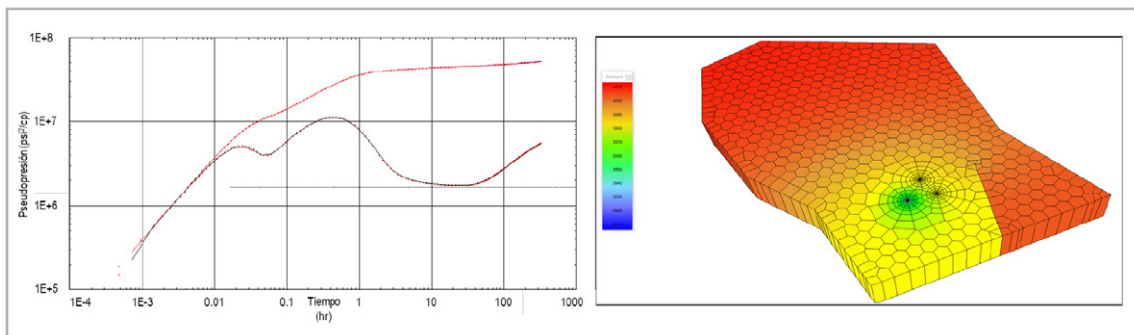 1E+8
1E+7
1E+6
1E+5
Pseudopresión (psi²/cp)
1E-4
1E-3
0.01
0.1
1
10
100
1000
Tiempo
(hr)